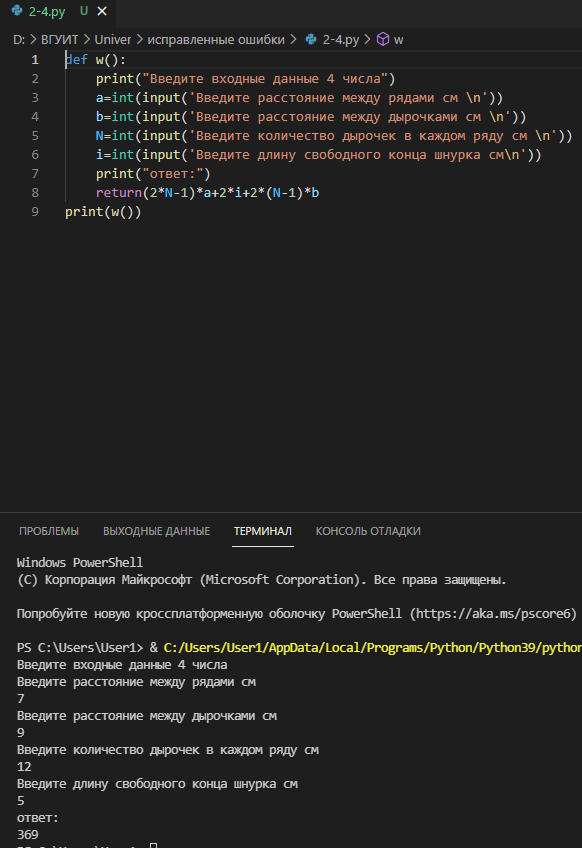 2-4.py U ×
D: > ВГУИТ > Univer > исправленные ошибки > 2-4.py > w
1 def w():
2 print("Введите входные данные 4 числа")
3 a=int(input('Введите расстояние между рядами см \n'))
4 b=int(input('Введите расстояние между дырочками см \n'))
5 N=int(input('Введите количество дырочек в каждом ряду см \n'))
6 i=int(input('Введите длину свободного конца шнурка см\n'))
7 print("ответ:")
8 return(2*N-1)*a+2*i+2*(N-1)*b
9 print(w())
ПРОБЛЕМЫ ВЫХОДНЫЕ ДАННЫЕ ТЕРМИНАЛ КОНСОЛЬ ОТЛАДКИ
Windows PowerShell
(C) Корпорация Майкрософт (Microsoft Corporation). Все права защищены.
Попробуйте новую кроссплатформенную оболочку PowerShell (https://aka.ms/pscore6)
PS C:\Users\User1> & C:/Users/User1/AppData/Local/Programs/Python/Python39/python
Введите входные данные 4 числа
Введите расстояние между рядами см
7
Введите расстояние между дырочками см
9
Введите количество дырочек в каждом ряду см
12
Введите длину свободного конца шнурка см
5
ответ:
369